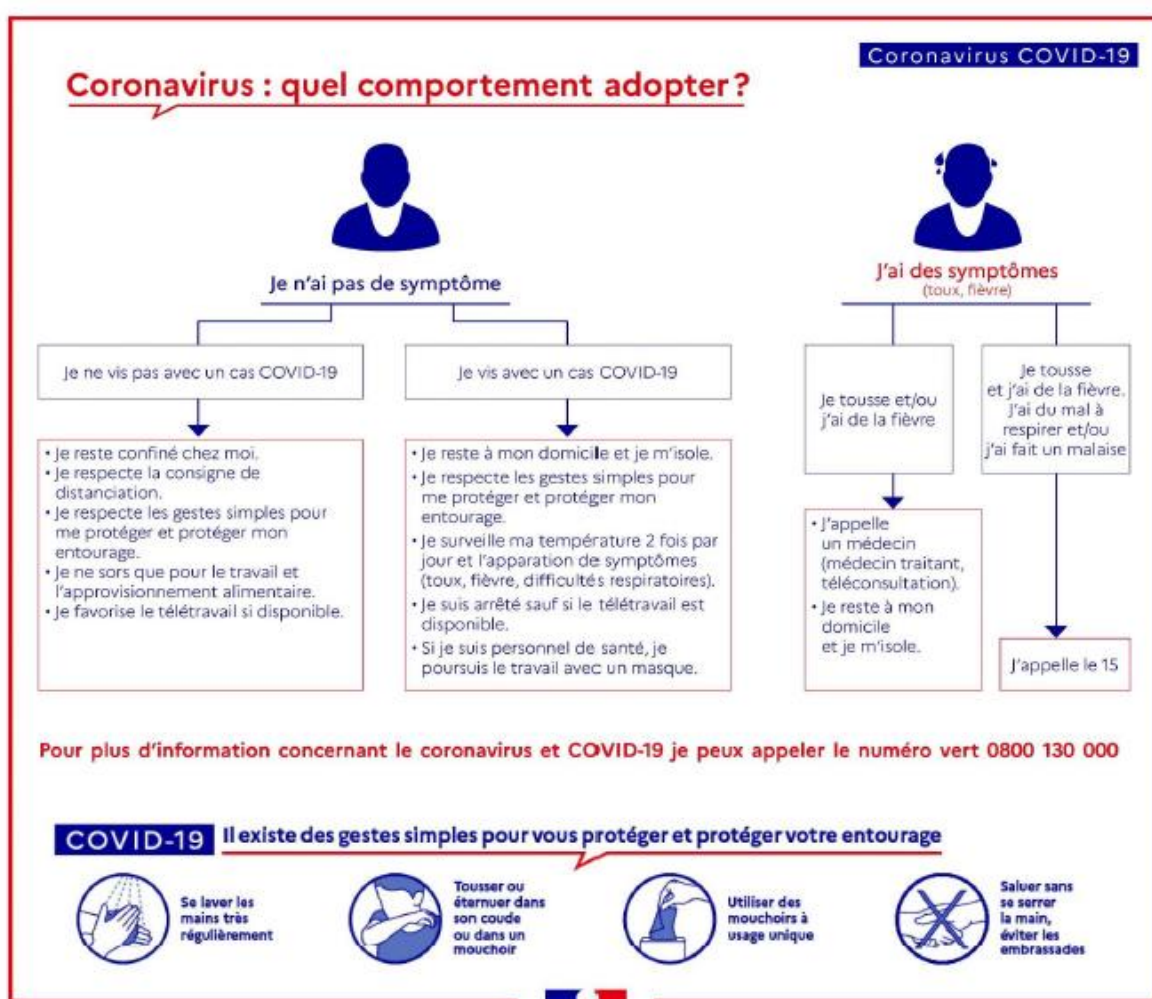 Coronavirus COVID-19
Coronavirus : quel comportement adopter ?
Je n'ai pas de symptôme
Je ne vis pas avec un cas COVID-19
• Je reste confiné chez moi.
• Je respecte la consigne de
distanciation.
• Je respecte les gestes simples pour
me protéger et protéger mon
entourage.
• Je ne sors que pour le travail et
l'approvisionnement alimentaire.
• Je favorise le télétravail si disponible.
Je vis avec un cas COVID-19
• Je reste à mon domicile et je m'isole.
• Je respecte les gestes simples pour
me protéger et protéger mon
entourage.
• Je surveille ma température 2 fois par
jour et l'apparation de symptômes
(toux, fièvre, difficultés respiratoires).
• Je suis arrêté sauf si le télétravail est
disponible.
• Si je suis personnel de santé, je
poursuis le travail avec un masque.
J'ai des symptômes
(toux, fièvre)
Je tousse et/ou
j'ai de la fièvre
• J'appelle
un médecin
(médecin traitant,
téléconsultation).
• Je reste à mon
domicile
et je m'isole.
Je tousse
et j'ai de la fièvre.
J'ai du mal à
respirer et/ou
j'ai fait un malaise
J'appelle le 15
Pour plus d'information concernant le coronavirus et COVID-19 je peux appeler le numéro vert 0800 130 000
COVID-19 Il existe des gestes simples pour vous protéger et protéger votre entourage
Se laver les
mains très
régulièrement
Tousser ou
éternuer dans
son coude
ou dans un
mouchoir
Utiliser des
mouchoirs à
usage unique
Saluer sans
se serrer
la main,
éviter les
embrassades